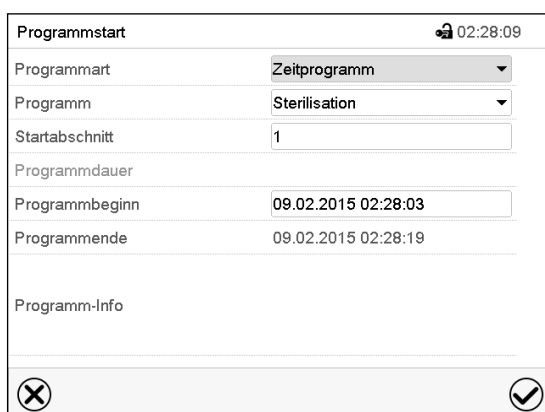 Programmstart 02:28:09
Programmart Zeitprogramm
Programm Sterilisation
Startabschnitt 1
Programmdauer
Programmbeginn 09.02.2015 02:28:03
Programmende 09.02.2015 02:28:19
Programm-Info